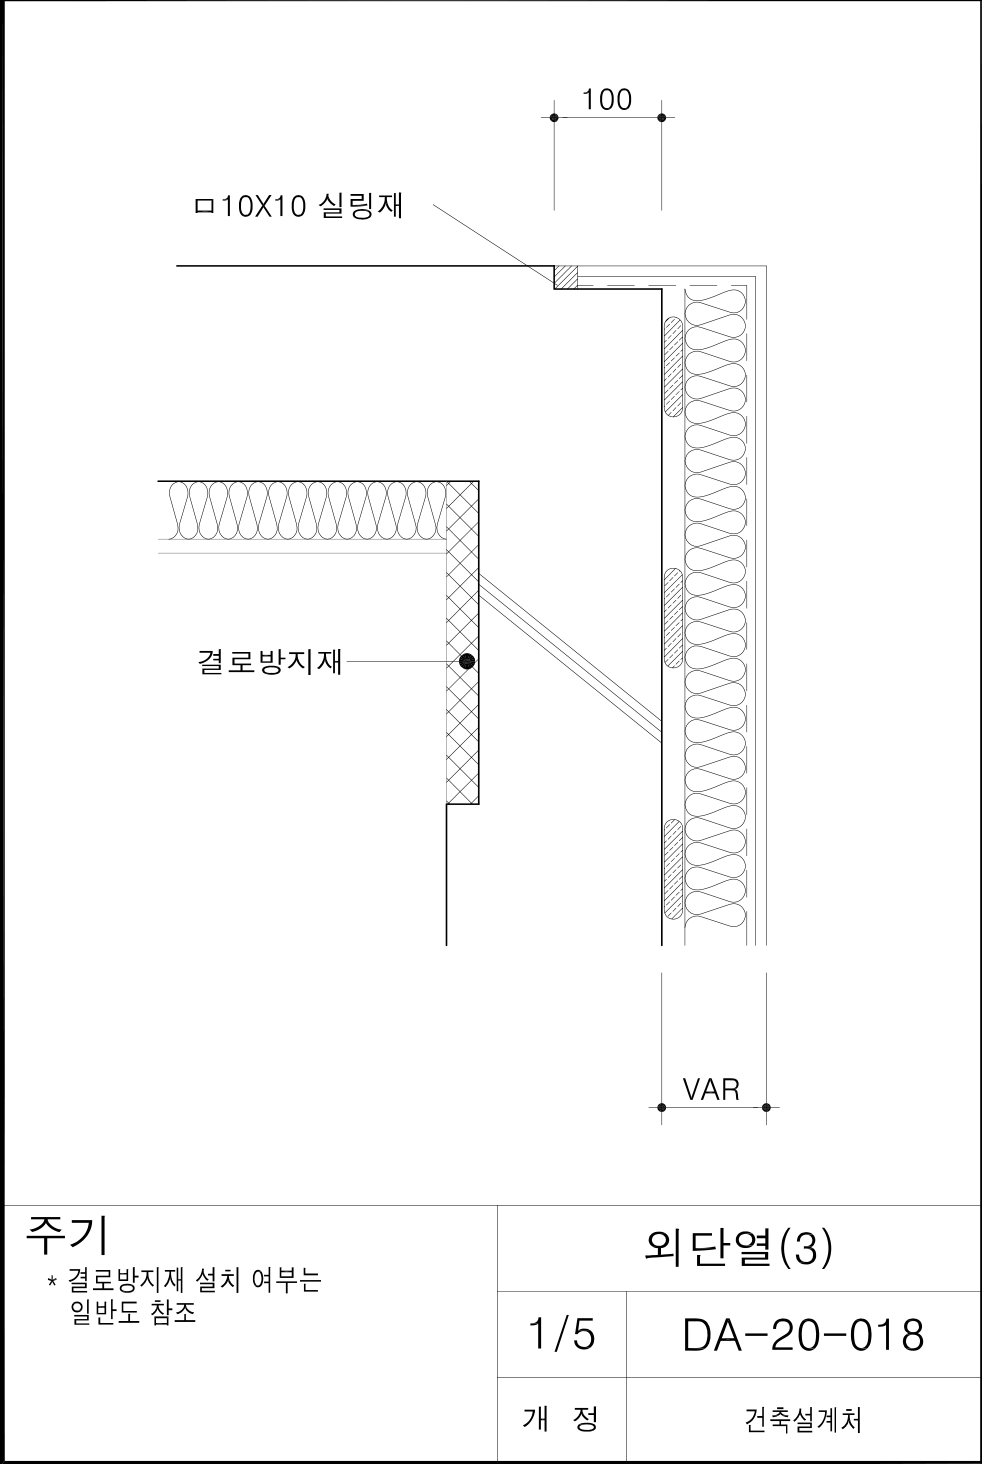 100
ㅁ10X10 실링재
결로방지재
VAR
주기
* 결로방지재 설치 여부는
일반도 참조
외단열(3)
1/5
DA-20-018
개 정
건축설계처